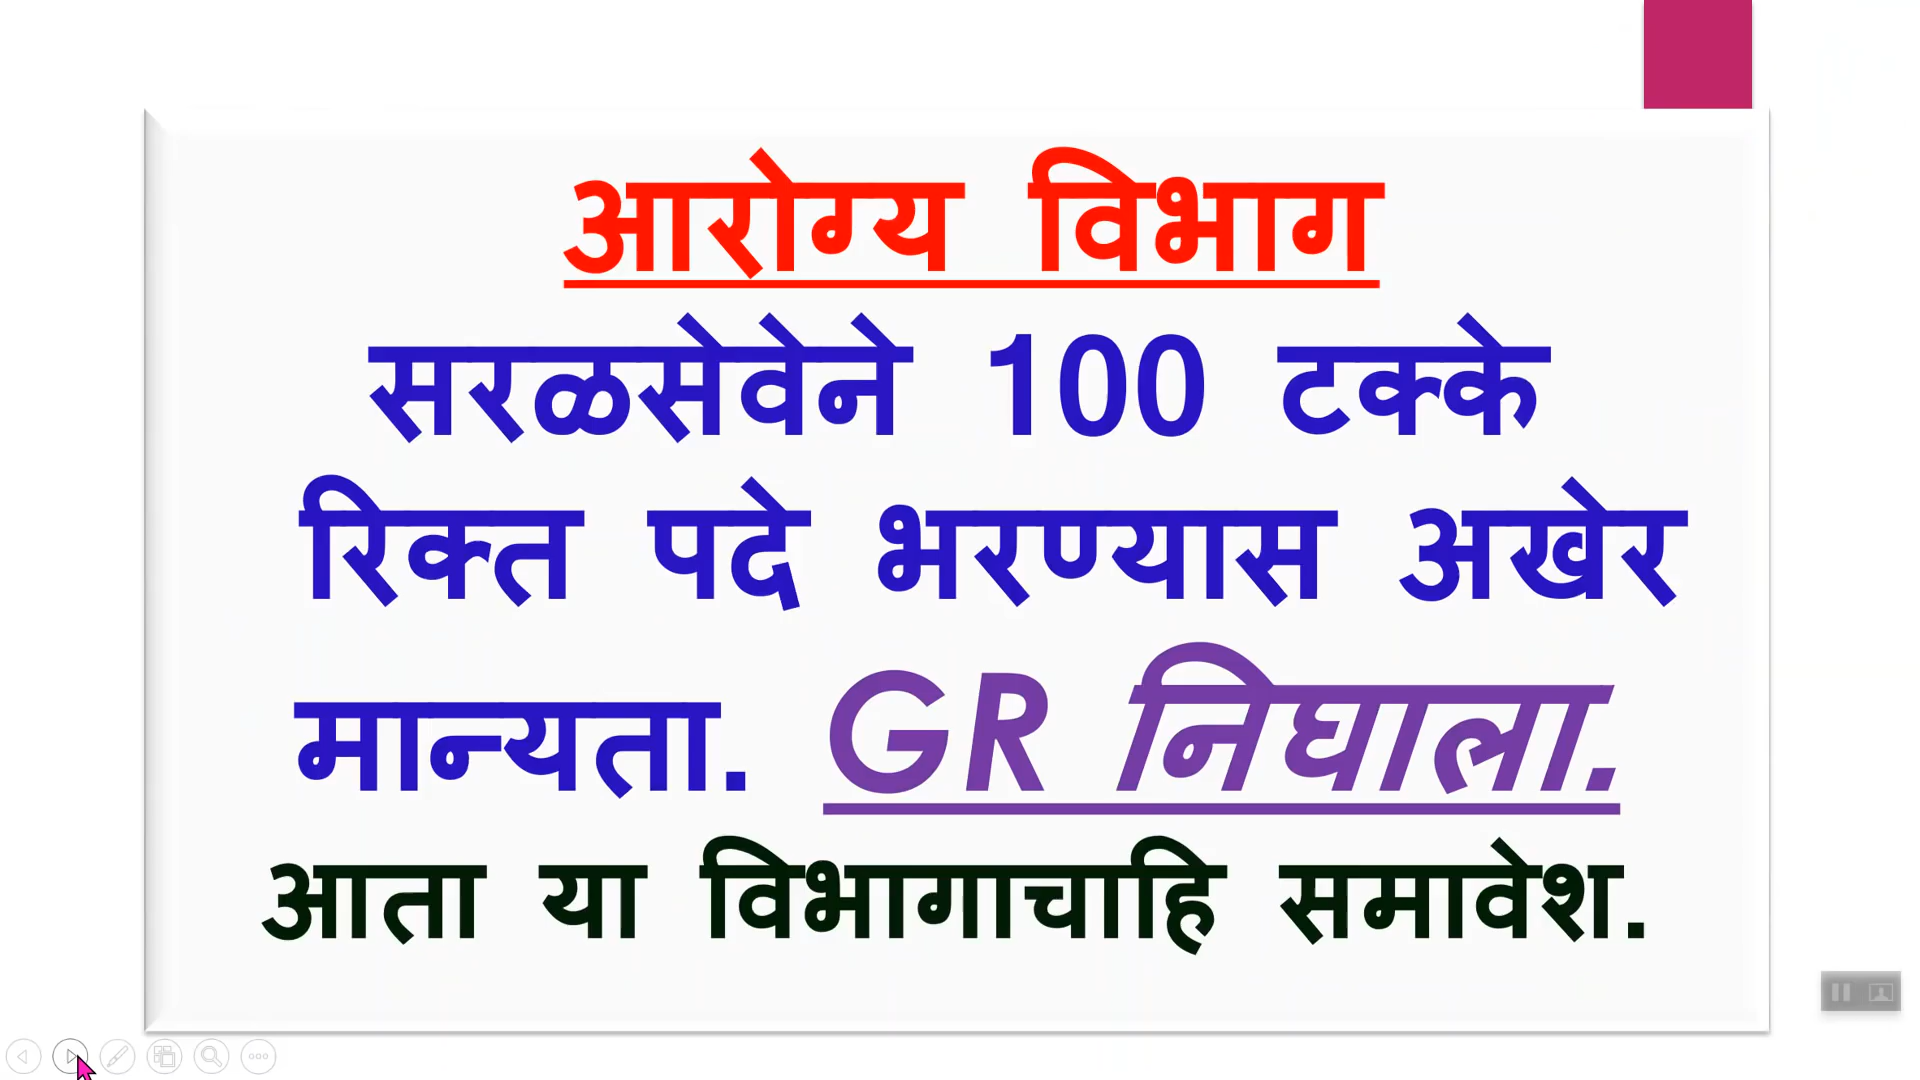 आरोग्य विभाग
सरळसेवेने 100 टक्के
रिक्त पदे भरण्यास अखेर
मान्यता. GR निघाला.
आता या विभागाचाहि समावेश.